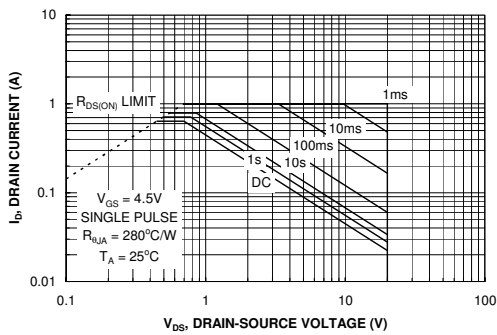 10
1
0.1
0.01
I_D, DRAIN CURRENT (A)
R_DS(ON) LIMIT
1ms
10ms
100ms
1s
10s
DC
V_GS = 4.5V
SINGLE PULSE
R_θJA = 280°C/W
T_A = 25°C
0.1
1
10
100
V_DS, DRAIN-SOURCE VOLTAGE (V)